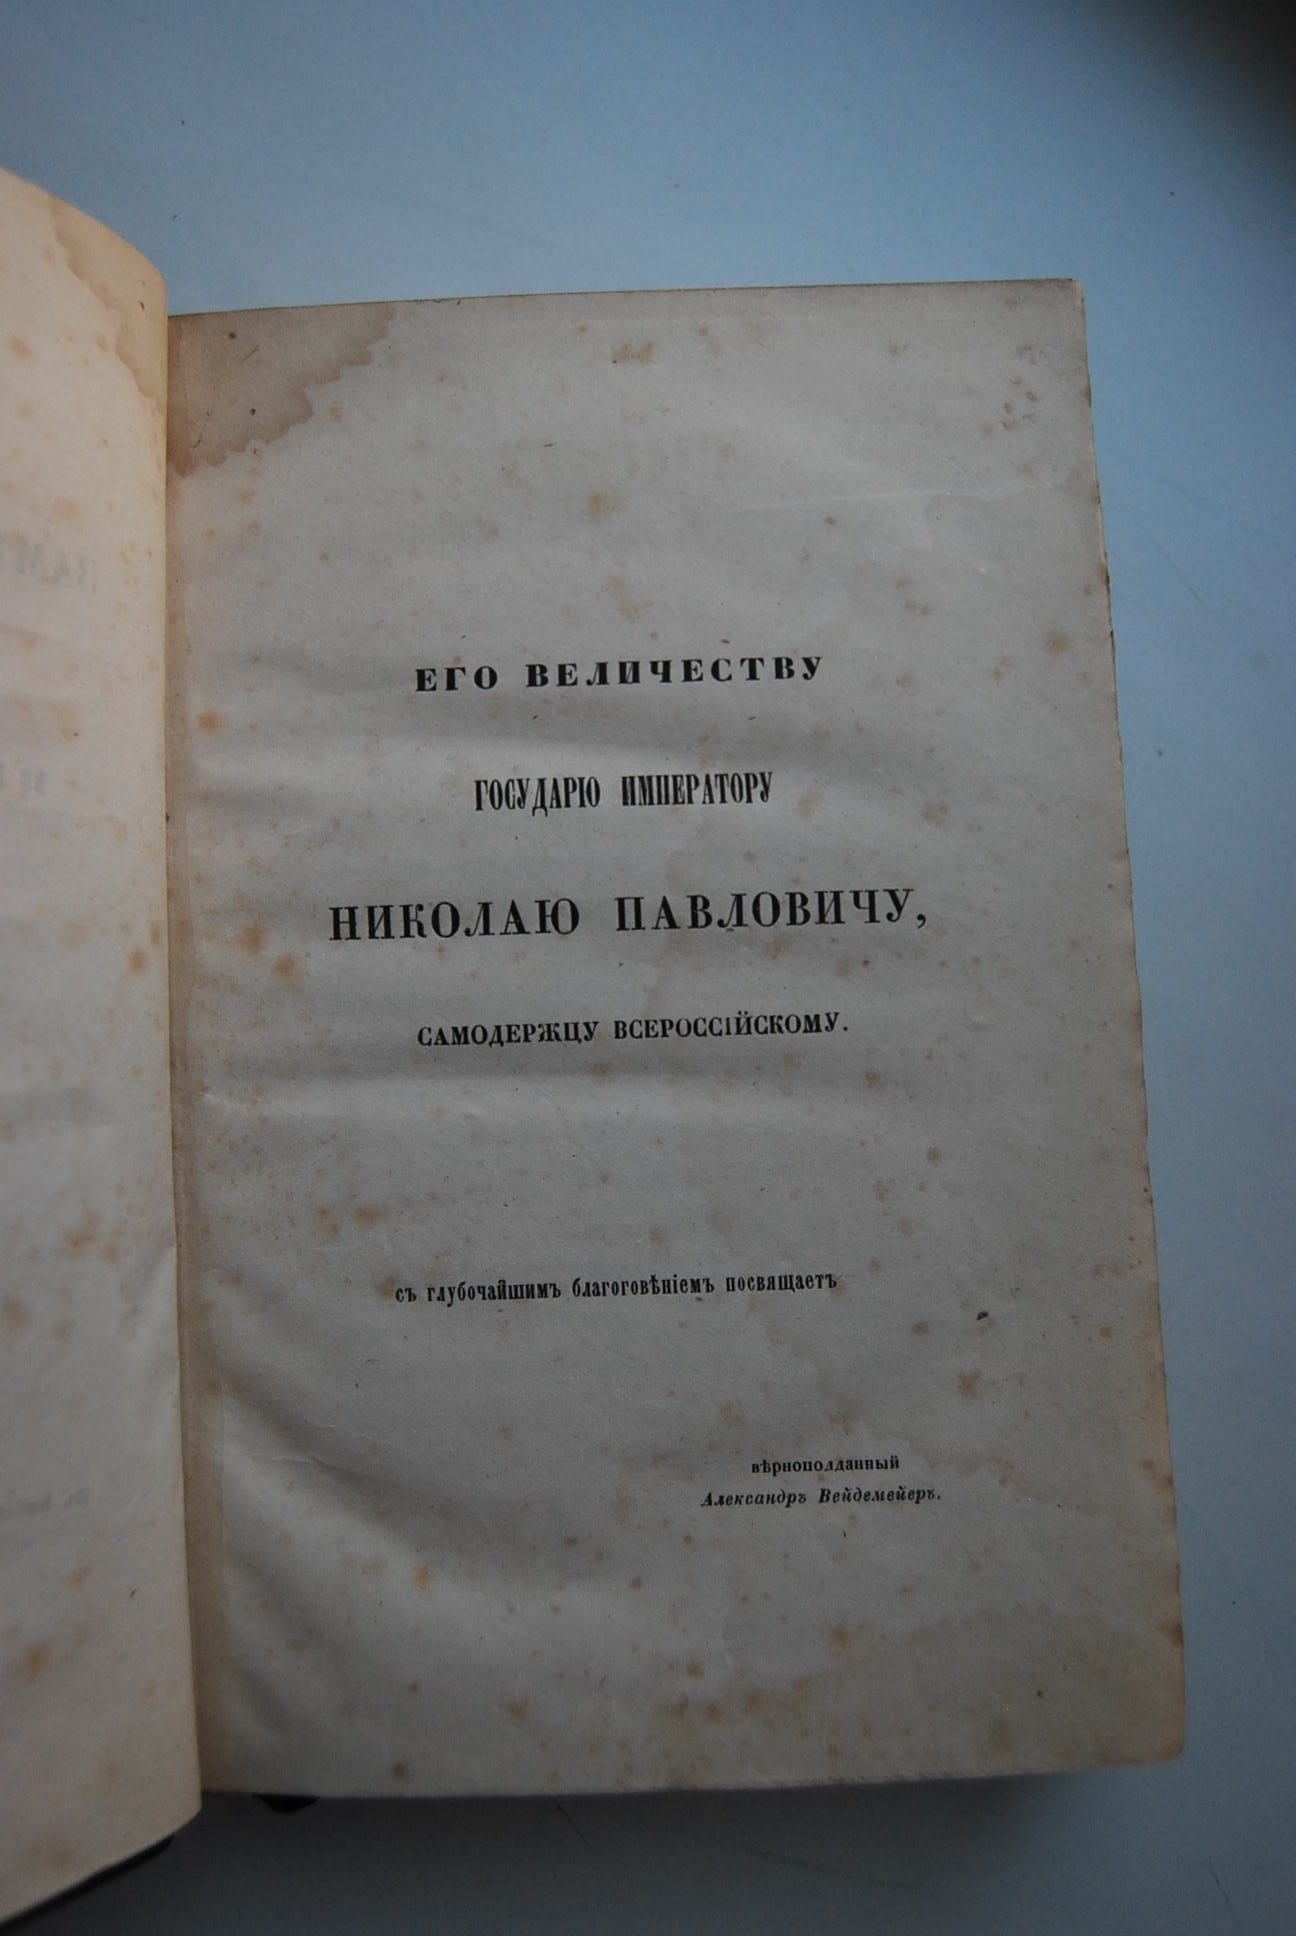 ЕГО ВЕЛИЧЕСТВУ
ГОСУДАРЮ ИМПЕРАТОРУ
НИКОЛАЮ ПАВЛОВИЧУ,
САМОДЕРЖЦУ ВСЕРОССІЙСКОМУ.
съ глубочайшимъ благоговѣніемъ посвящаетъ
вѣрноподданный
Александръ Вейдемейеръ.